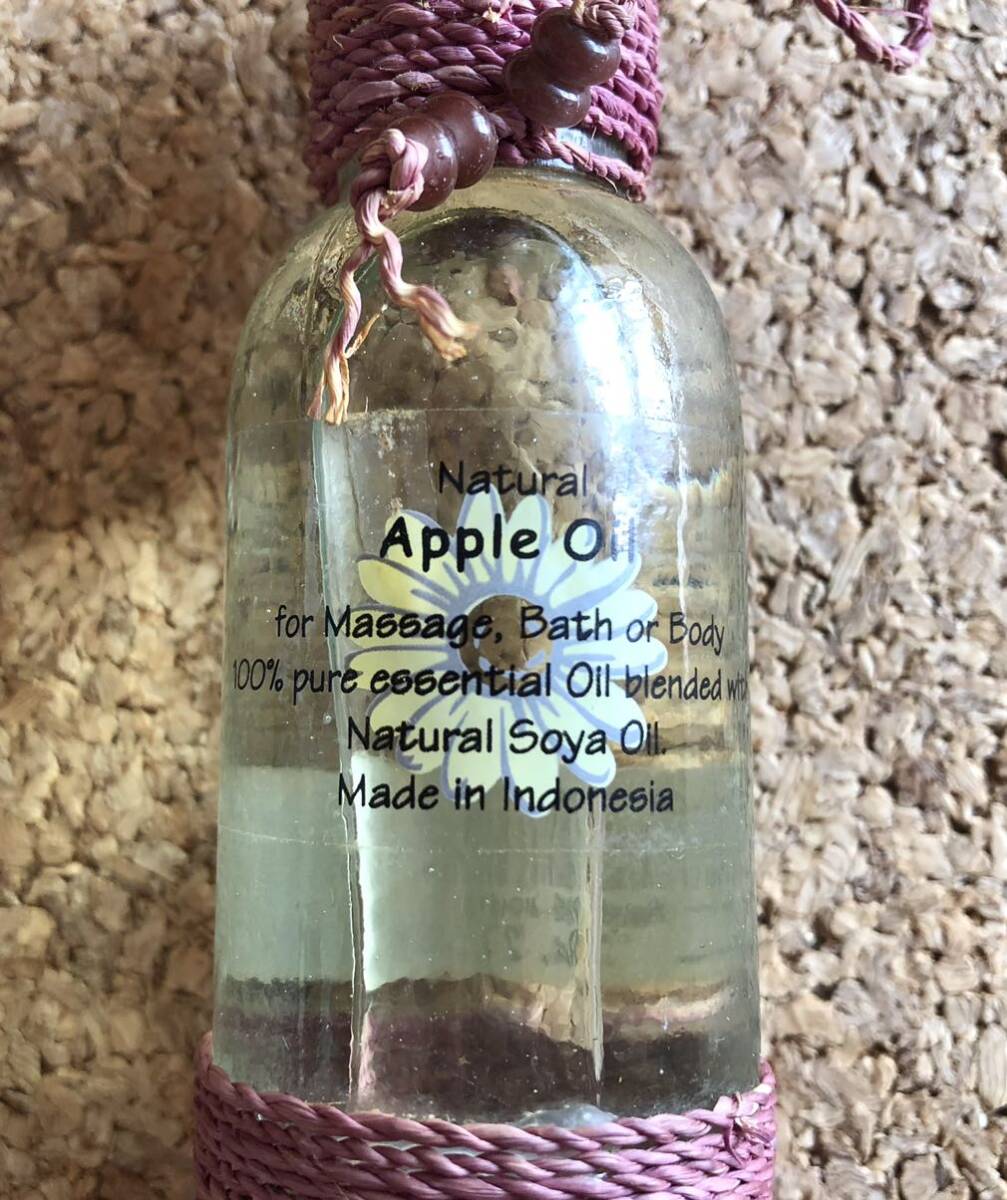 Natural
Apple Oil
for Massage, Bath or Body
100% pure essential Oil blended with
Natural Soya Oil.
Made in Indonesia